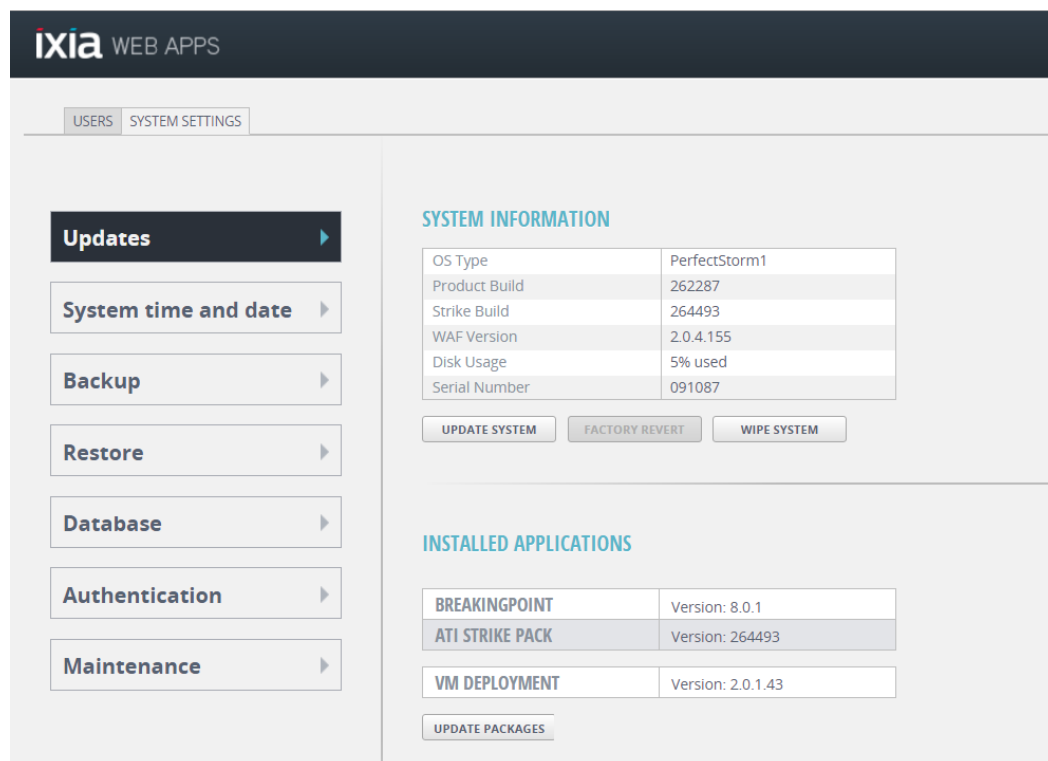 ixia WEB APPS
USERS SYSTEM SETTINGS
Updates
System time and date
Backup
Restore
Database
Authentication
Maintenance
SYSTEM INFORMATION
OS Type PerfectStorm1
Product Build 262287
Strike Build 264493
WAF Version 2.0.4.155
Disk Usage 5% used
Serial Number 091087
UPDATE SYSTEM FACTORY REVERT WIPE SYSTEM
INSTALLED APPLICATIONS
BREAKINGPOINT Version: 8.0.1
ATI STRIKE PACK Version: 264493
VM DEPLOYMENT Version: 2.0.1.43
UPDATE PACKAGES